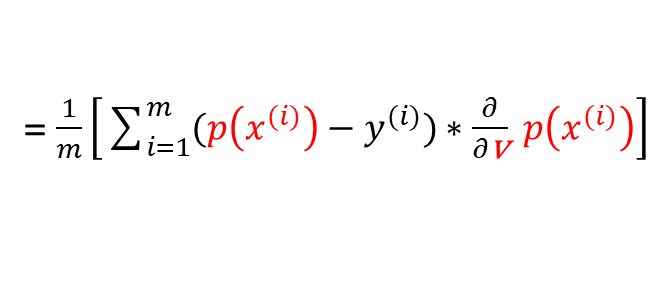 = 1/m [ ∑_{i=1}^{m} (p(x^{(i)}) − y^{(i)}) * ∂/∂V p(x^{(i)}) ]